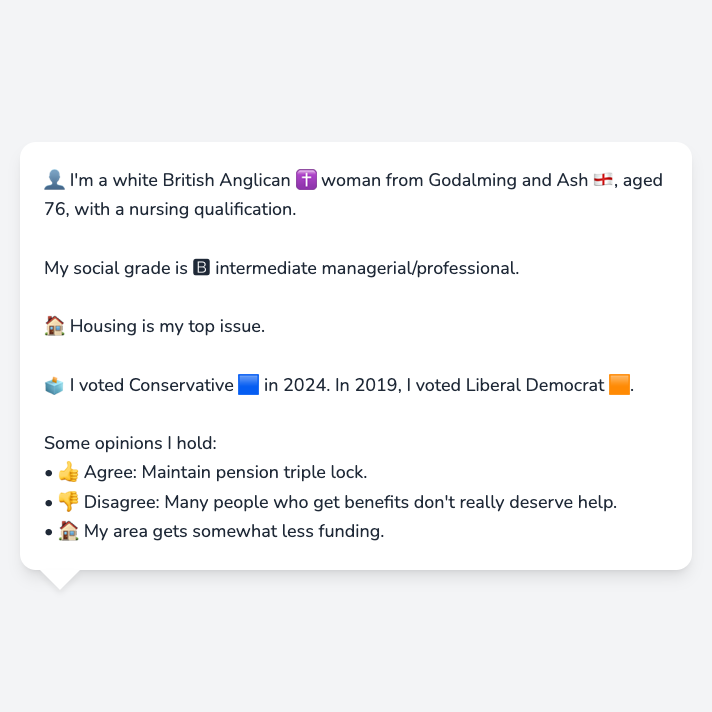 👤 I'm a white British Anglican ✝️ woman from Godalming and Ash 🏴󠁧󠁢󠁥󠁮󠁧󠁿, aged
76, with a nursing qualification.
My social grade is 🅱 intermediate managerial/professional.
🏠 Housing is my top issue.
🗳️ I voted Conservative 🟦 in 2024. In 2019, I voted Liberal Democrat 🟧.
Some opinions I hold:
• 👍 Agree: Maintain pension triple lock.
• 👎 Disagree: Many people who get benefits don't really deserve help.
• 🏠 My area gets somewhat less funding.